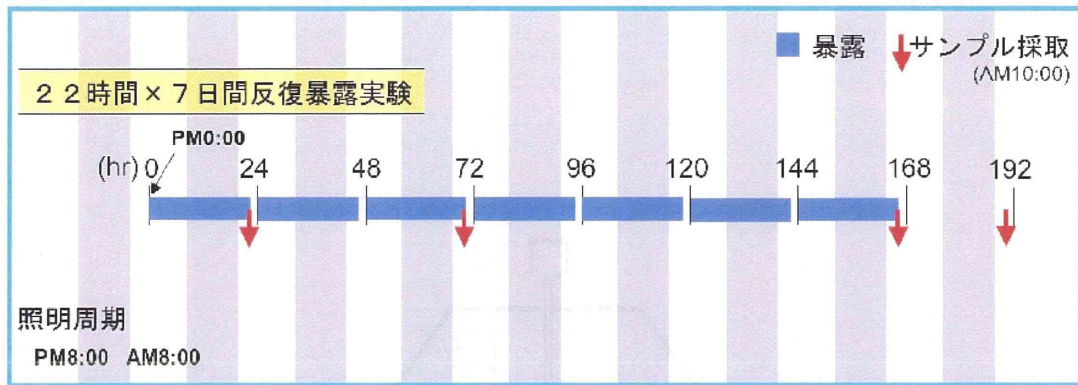 暴露 サンプル採取
(AM10:00)
22時間×7日間反復暴露実験
PM0:00
(hr) 0 24 48 72 96 120 144 168 192
照明周期
PM8:00 AM8:00